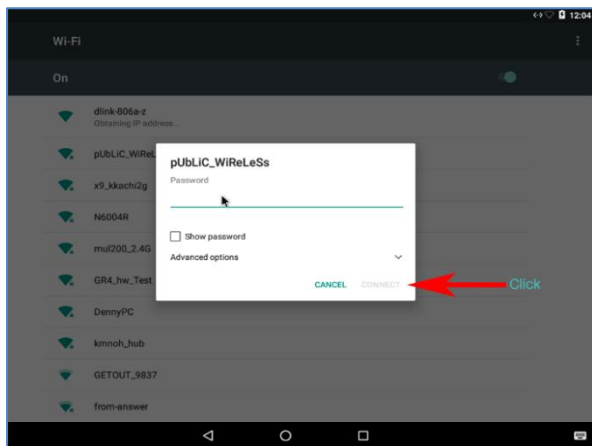 12:04
Wi-Fi
On
dlink-806a-z
Obtaining IP address...
pUbLiC_WiReL
x9_kkachi2g
N6004R
mul200_2.4G
GR4_hw_Test
DennyPC
kmnoh_hub
GETOUT_9837
from-answer
pUbLiC_WiReLeSs
Password
Show password
Advanced options
CANCEL CONNECT
Click